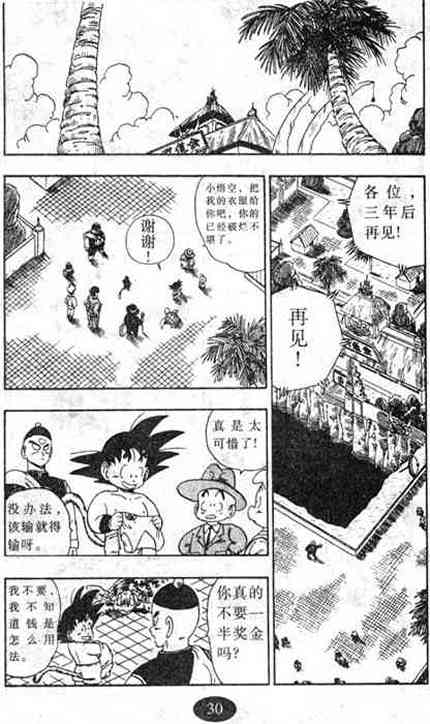 各位，
三年后
再见!
再见！
小悟空，把
我的衣服给
你吧，你的
已经破烂不
堪了。
谢谢！
真是太
可惜了!
没办法，
该输就得
输呀。
你真的
不要一
半奖金
吗?
我不要，
我不知
道钱是
怎么用
法。
30